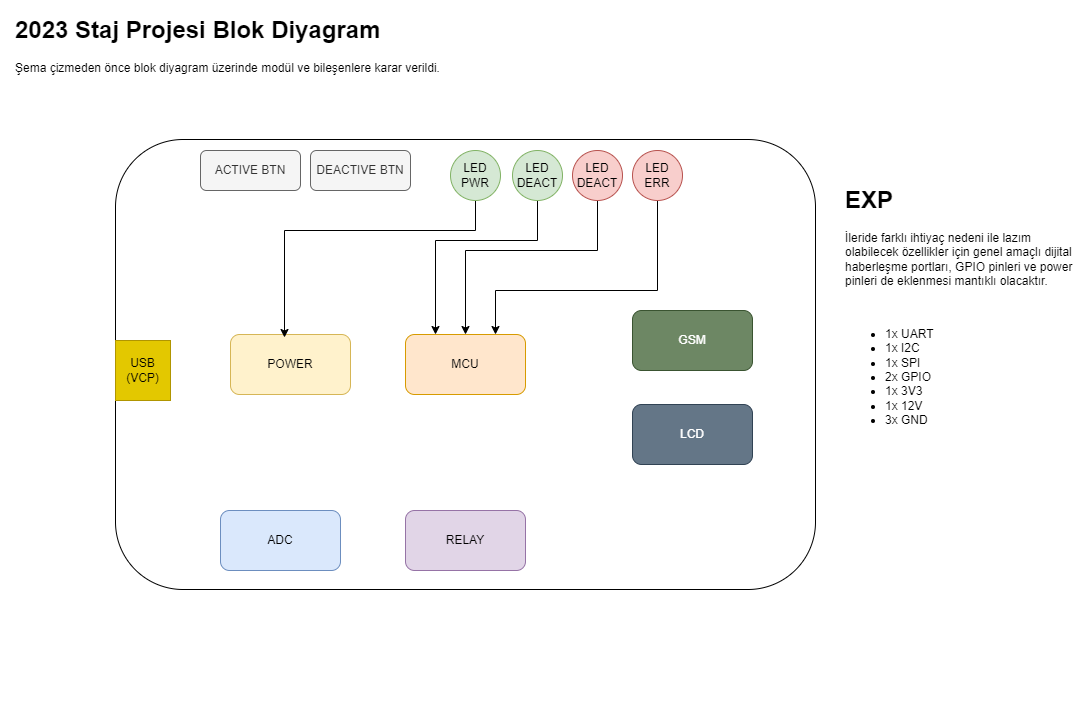 2023 Staj Projesi Blok Diyagram
Şema çizmeden önce blok diyagram üzerinde modül ve bileşenlere karar verildi.
ACTIVE BTN
DEACTIVE BTN
LED
PWR
LED
DEACT
LED
DEACT
LED
ERR
USB
(VCP)
POWER
MCU
GSM
LCD
ADC
RELAY
EXP
İleride farklı ihtiyaç nedeni ile lazım
olabilecek özellikler için genel amaçlı dijital
haberleşme portları, GPIO pinleri ve power
pinleri de eklenmesi mantıklı olacaktır.
1x UART
1x I2C
1x SPI
2x GPIO
1x 3V3
1x 12V
3x GND